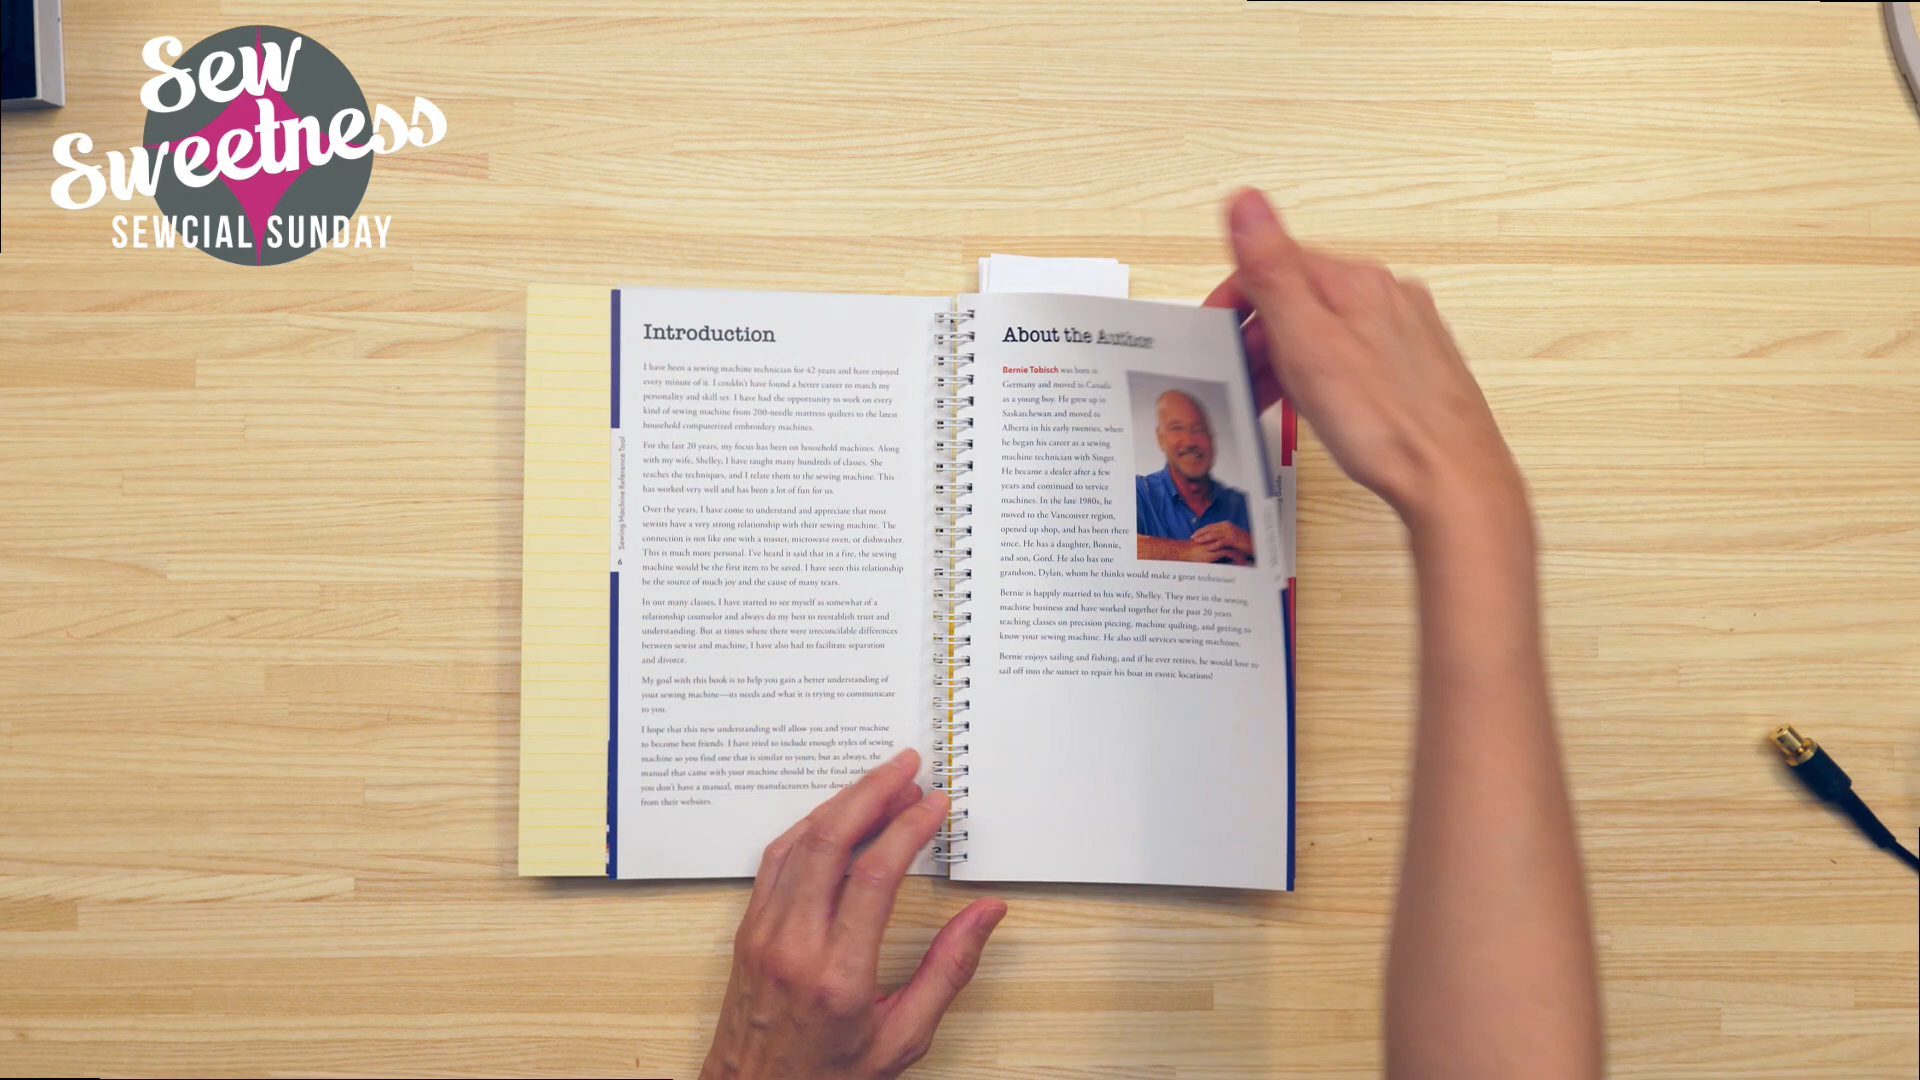 Sew
Sweetness
SEWCIAL SUNDAY
Introduction
I have been a sewing machine technician for 42 years and have enjoyed
every minute of it. I couldn't have found a better career to match my
personality and skill set. I have had the opportunity to work on every
kind of sewing machine from 200-needle mattress quilters to the latest
household computerized embroidery machines.
For the last 20 years, my focus has been on household machines. Along
with my wife, Shelley, I have taught many hundreds of classes. She
teaches the techniques, and I relate them to the sewing machine. This
has worked very well and has been a lot of fun for us.
Over the years, I have come to understand and appreciate that most
sewists have a very strong relationship with their sewing machine. The
connection is not like one with a toaster, microwave oven, or dishwasher.
This is much more personal. I've heard it said that in a fire, the sewing
machine would be the first item to be saved. I have seen this relationship
be the source of much joy and the cause of many tears.
In our many classes, I have started to see myself as somewhat of a
relationship counselor and always do my best to reestablish trust and
understanding. But at times where there were irreconcilable differences
between sewist and machine, I have also had to facilitate separation
and divorce.
My goal with this book is to help you gain a better understanding of
your sewing machine—its needs and what it is trying to communicate
to you.
I hope that this new understanding will allow you and your machine
to become best friends. I have tried to include enough styles of sewing
machine so you find one that is similar to yours; but as always, the
manual that came with your machine should be the final
you don't have a manual, many manufacturers have
from their websites.
6 Sewing Machine Reference Tool
About the Author
Bernie Tobisch was born in
Germany and moved to Canada
as a young boy. He grew up in
Saskatchewan and moved to
Alberta in his early twenties, where
he began his career as a sewing
machine technician with Singer.
He became a dealer after a few
years and continued to service
machines. In the late 1980s, he
moved to the Vancouver region,
opened up shop, and has been there
since. He has a daughter, Bonnie,
and son, Gord. He also has one
grandson, Dylan, whom he thinks would make a great technician!
Bernie is happily married to his wife, Shelley. They met in the sewing
machine business and have worked together for the past 20 years
teaching classes on precision piecing, machine quilting, and getting to
know your sewing machine. He also still services sewing machines.
Bernie enjoys sailing and fishing, and if he ever retires, he would love to
sail off into the sunset to repair his boat in exotic locations!